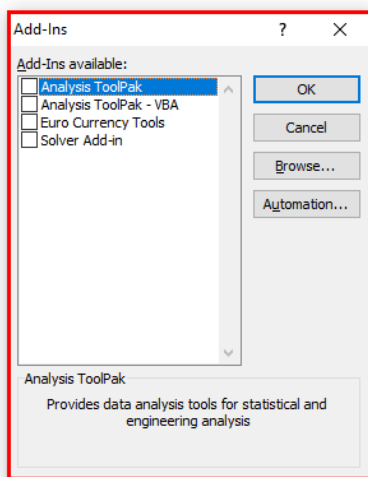 Add-Ins ? ×
Add-Ins available:
Analysis ToolPak
Analysis ToolPak - VBA
Euro Currency Tools
Solver Add-in
OK
Cancel
Browse...
Automation...
Analysis ToolPak
Provides data analysis tools for statistical and
engineering analysis